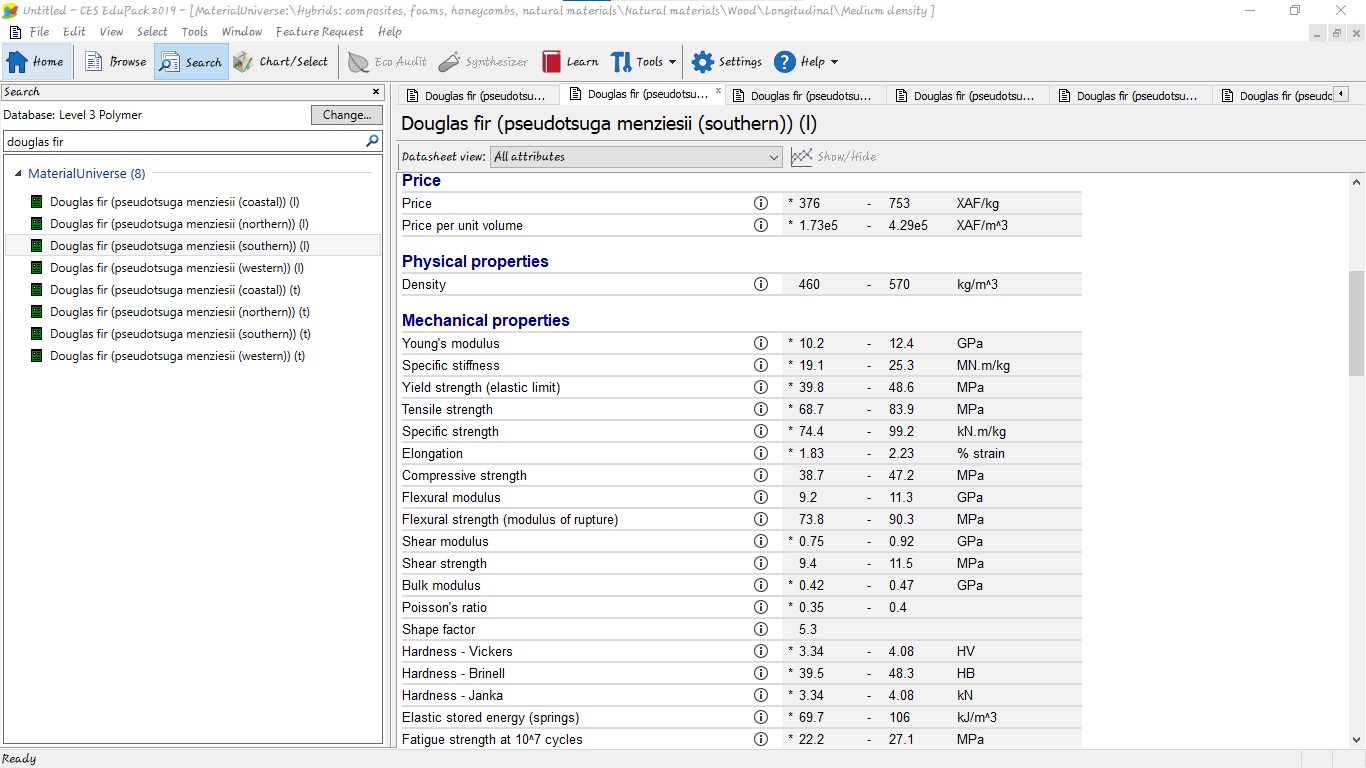 Untitled - CES EduPack 2019 - [MaterialUniverse:\Hybrids: composites, foams, honeycombs, natural materials\Natural materials\Wood\Longitudinal\Medium density ]
File Edit View Select Tools Window Feature Request Help
Home Browse Search Chart/Select Eco Audit Synthesizer Learn Tools Settings Help
Search
Database: Level 3 Polymer Change...
douglas fir
MaterialUniverse (8)
Douglas fir (pseudotsuga menziesii (coastal)) (l)
Douglas fir (pseudotsuga menziesii (northern)) (l)
Douglas fir (pseudotsuga menziesii (southern)) (l)
Douglas fir (pseudotsuga menziesii (western)) (l)
Douglas fir (pseudotsuga menziesii (coastal)) (t)
Douglas fir (pseudotsuga menziesii (northern)) (t)
Douglas fir (pseudotsuga menziesii (southern)) (t)
Douglas fir (pseudotsuga menziesii (western)) (t)
Douglas fir (pseudotsu... Douglas fir (pseudotsu... Douglas fir (pseudotsu... Douglas fir (pseudotsu... Douglas fir (pseudotsu... Douglas fir (pseudc
Douglas fir (pseudotsuga menziesii (southern)) (l)
Datasheet view: All attributes Show/Hide
Price
Price * 376 - 753 XAF/kg
Price per unit volume * 1.73e5 - 4.29e5 XAF/m^3
Physical properties
Density 460 - 570 kg/m^3
Mechanical properties
Young's modulus * 10.2 - 12.4 GPa
Specific stiffness * 19.1 - 25.3 MN.m/kg
Yield strength (elastic limit) * 39.8 - 48.6 MPa
Tensile strength * 68.7 - 83.9 MPa
Specific strength * 74.4 - 99.2 kN.m/kg
Elongation * 1.83 - 2.23 % strain
Compressive strength 38.7 - 47.2 MPa
Flexural modulus 9.2 - 11.3 GPa
Flexural strength (modulus of rupture) 73.8 - 90.3 MPa
Shear modulus * 0.75 - 0.92 GPa
Shear strength 9.4 - 11.5 MPa
Bulk modulus * 0.42 - 0.47 GPa
Poisson's ratio * 0.35 - 0.4
Shape factor 5.3
Hardness - Vickers * 3.34 - 4.08 HV
Hardness - Brinell * 39.5 - 48.3 HB
Hardness - Janka * 3.34 - 4.08 kN
Elastic stored energy (springs) * 69.7 - 106 kJ/m^3
Fatigue strength at 10^7 cycles * 22.2 - 27.1 MPa
Ready